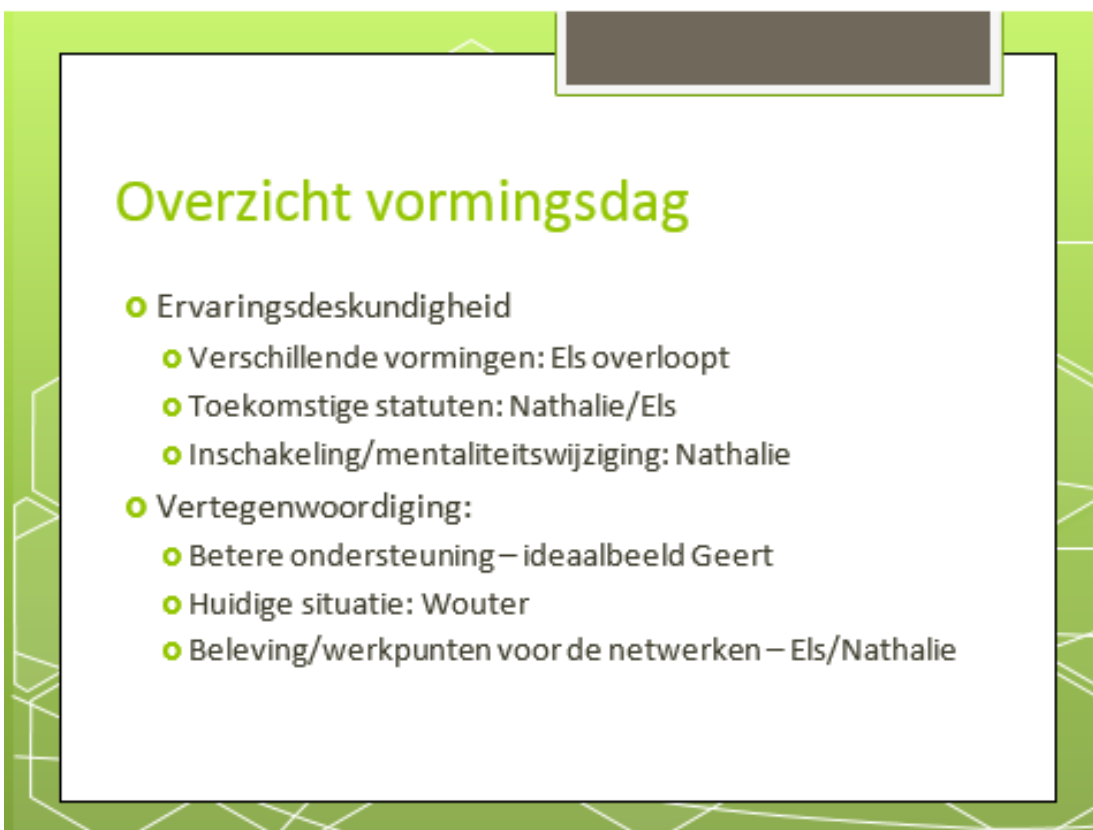 Overzicht vormingsdag
Ervaringsdeskundigheid
Verschillende vormingen: Els overloopt
Toekomstige statuten: Nathalie/Els
Inschakeling/mentaliteitswijziging: Nathalie
Vertegenwoordiging:
Betere ondersteuning – ideaalbeeld Geert
Huidige situatie: Wouter
Beleving/werkpunten voor de netwerken – Els/Nathalie